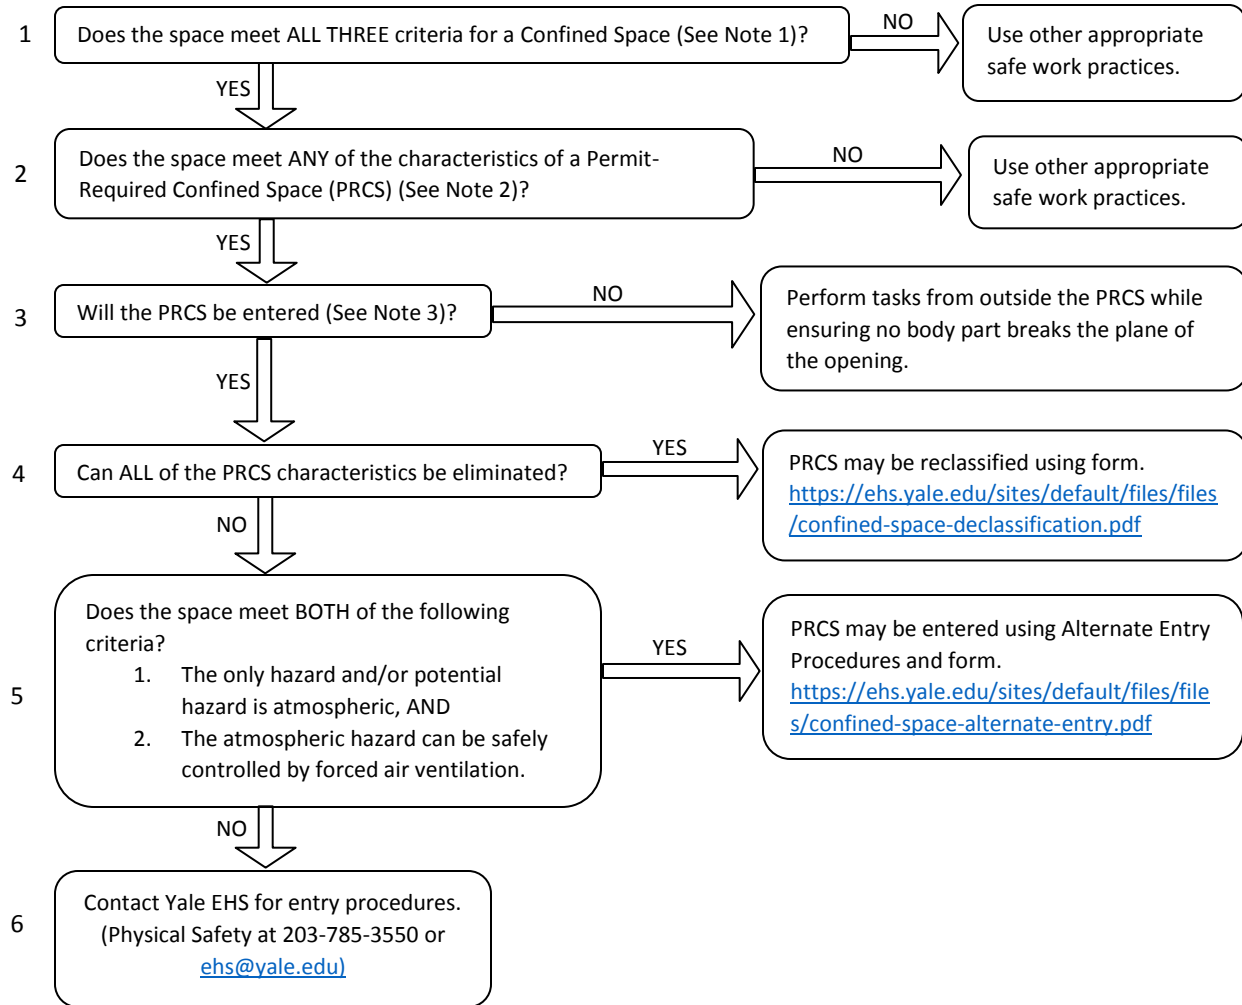 1
Does the space meet ALL THREE criteria for a Confined Space (See Note 1)?
NO
Use other appropriate
safe work practices.
YES
2
Does the space meet ANY of the characteristics of a Permit-
Required Confined Space (PRCS) (See Note 2)?
NO
Use other appropriate
safe work practices.
YES
3
Will the PRCS be entered (See Note 3)?
NO
Perform tasks from outside the PRCS while
ensuring no body part breaks the plane of
the opening.
YES
4
Can ALL of the PRCS characteristics be eliminated?
YES
PRCS may be reclassified using form.
https://ehs.yale.edu/sites/default/files/files
/confined-space-declassification.pdf
NO
5
Does the space meet BOTH of the following
criteria?
1. The only hazard and/or potential
hazard is atmospheric, AND
2. The atmospheric hazard can be safely
controlled by forced air ventilation.
YES
PRCS may be entered using Alternate Entry
Procedures and form.
https://ehs.yale.edu/sites/default/files/file
s/confined-space-alternate-entry.pdf
NO
6
Contact Yale EHS for entry procedures.
(Physical Safety at 203-785-3550 or
ehs@yale.edu)